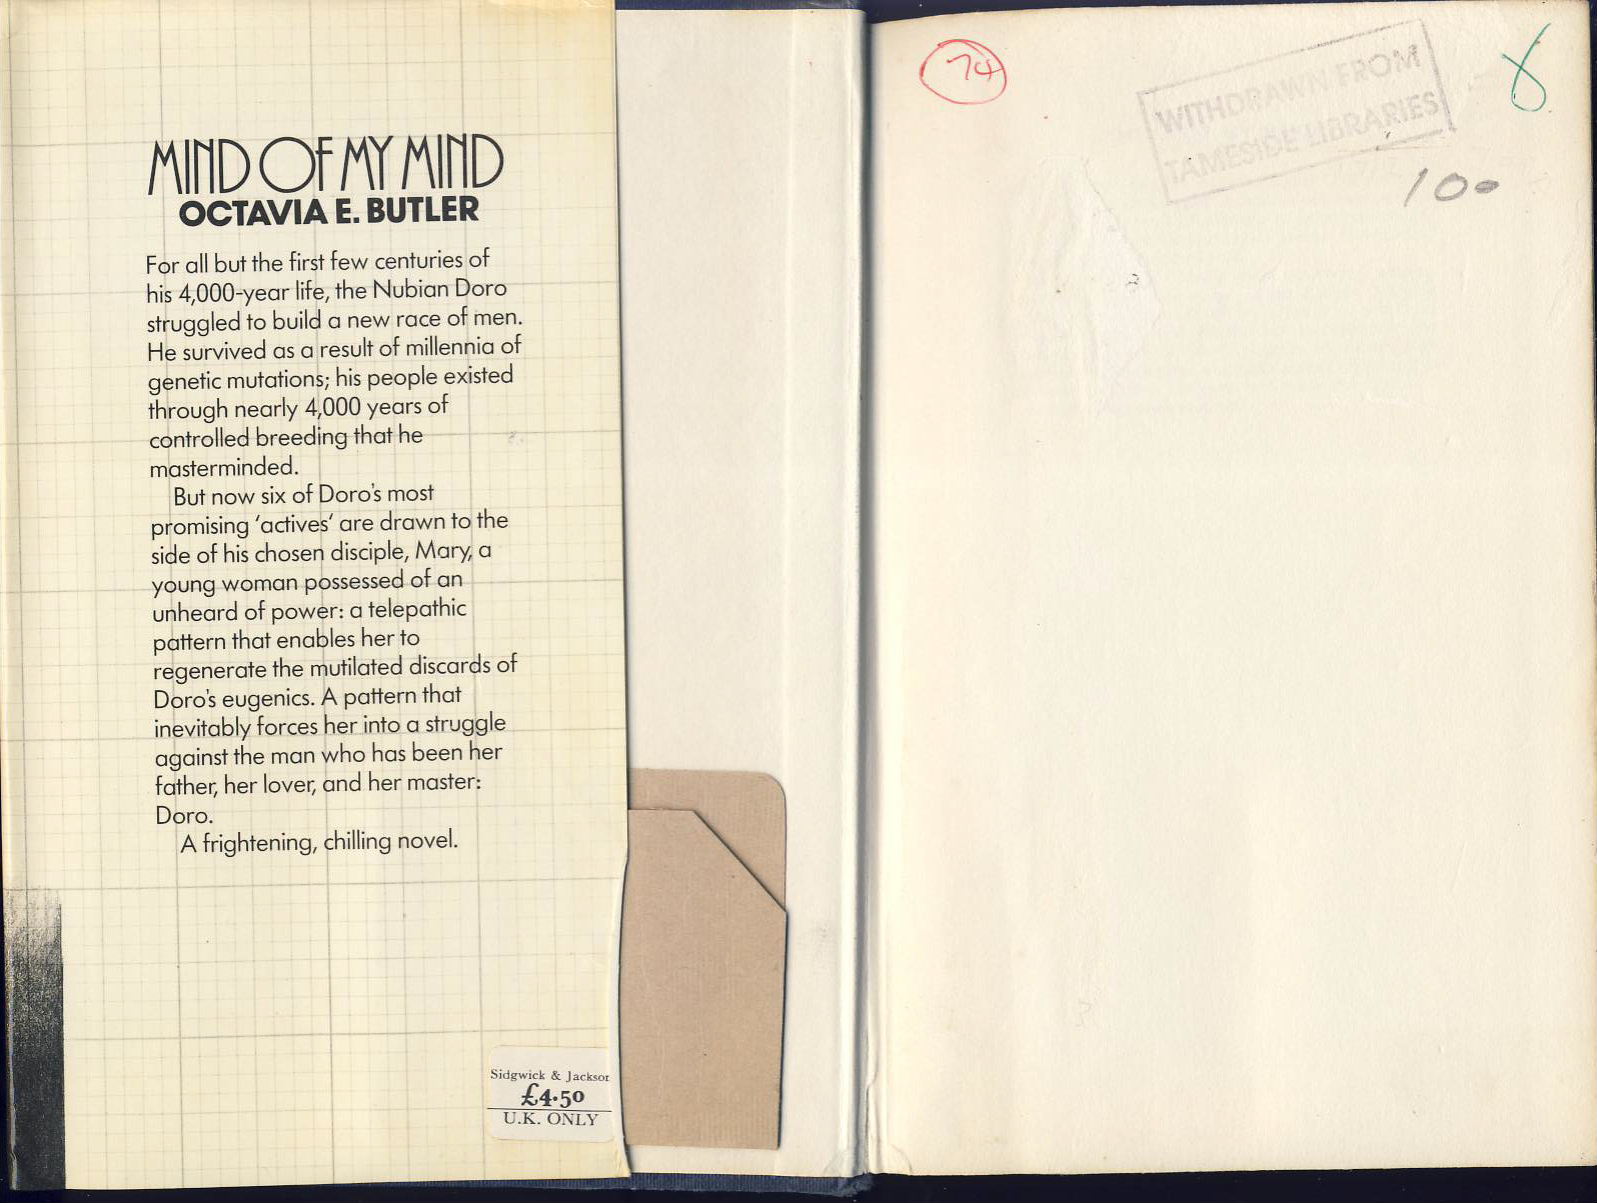 MIND OF MY MIND
OCTAVIA E. BUTLER
For all but the first few centuries of
his 4,000-year life, the Nubian Doro
struggled to build a new race of men.
He survived as a result of millennia of
genetic mutations; his people existed
through nearly 4,000 years of
controlled breeding that he
masterminded.
But now six of Doro's most
promising 'actives' are drawn to the
side of his chosen disciple, Mary, a
young woman possessed of an
unheard of power: a telepathic
pattern that enables her to
regenerate the mutilated discards of
Doro's eugenics. A pattern that
inevitably forces her into a struggle
against the man who has been her
father, her lover, and her master:
Doro.
A frightening, chilling novel.
Sidgwick & Jackson
£4·50
U.K. ONLY
74
WITHDRAWN FROM
TAMESIDE LIBRARIES
100